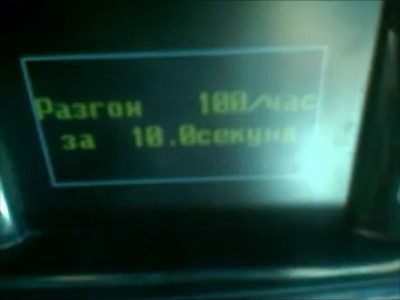 Разгон 100/час
за 10.0секунд